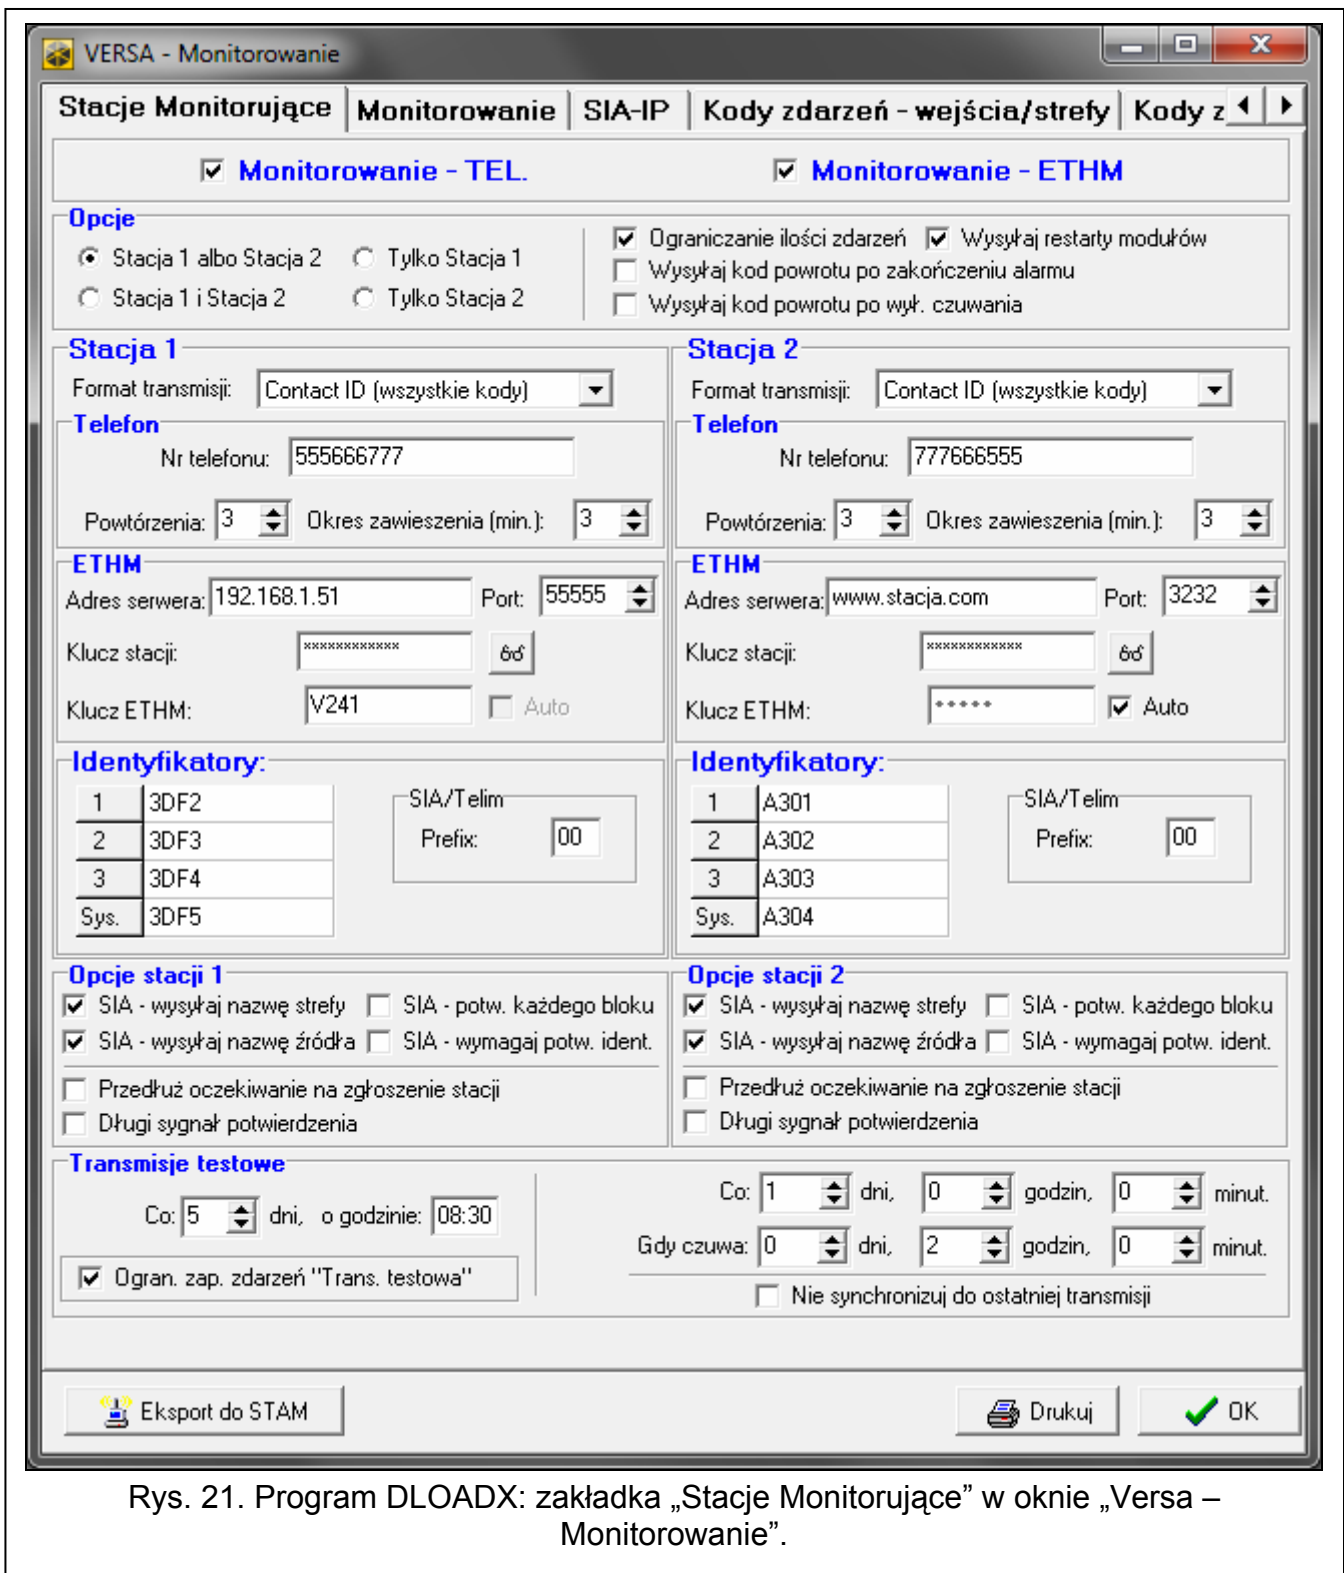 VERSA - Monitorowanie
Stacje Monitorujące Monitorowanie SIA-IP Kody zdarzeń - wejścia/strefy Kody z
Monitorowanie - TEL. Monitorowanie - ETHM
Opcje
Stacja 1 albo Stacja 2 Tylko Stacja 1
Stacja 1 i Stacja 2 Tylko Stacja 2
Ograniczanie ilości zdarzeń Wysyłaj restarty modułów
Wysyłaj kod powrotu po zakończeniu alarmu
Wysyłaj kod powrotu po wył. czuwania
Stacja 1
Format transmisji: Contact ID (wszystkie kody)
Telefon
Nr telefonu: 555666777
Powtórzenia: 3 Okres zawieszenia (min.): 3
ETHM
Adres serwera: 192.168.1.51 Port: 55555
Klucz stacji: ************
Klucz ETHM: V241 Auto
Identyfikatory:
1 3DF2
2 3DF3
3 3DF4
Sys. 3DF5
SIA/Telim
Prefix: 00
Opcje stacji 1
SIA - wysyłaj nazwę strefy SIA - potw. każdego bloku
SIA - wysyłaj nazwę źródła SIA - wymagaj potw. ident.
Przedłuż oczekiwanie na zgłoszenie stacji
Długi sygnał potwierdzenia
Stacja 2
Format transmisji: Contact ID (wszystkie kody)
Telefon
Nr telefonu: 777666555
Powtórzenia: 3 Okres zawieszenia (min.): 3
ETHM
Adres serwera: www.stacja.com Port: 3232
Klucz stacji: ************
Klucz ETHM: ***** Auto
Identyfikatory:
1 A301
2 A302
3 A303
Sys. A304
SIA/Telim
Prefix: 00
Opcje stacji 2
SIA - wysyłaj nazwę strefy SIA - potw. każdego bloku
SIA - wysyłaj nazwę źródła SIA - wymagaj potw. ident.
Przedłuż oczekiwanie na zgłoszenie stacji
Długi sygnał potwierdzenia
Transmisje testowe
Co: 5 dni, o godzinie: 08:30
Ogran. zap. zdarzeń "Trans. testowa"
Co: 1 dni, 0 godzin, 0 minut.
Gdy czuwa: 0 dni, 2 godzin, 0 minut.
Nie synchronizuj do ostatniej transmisji
Eksport do STAM Drukuj OK
Rys. 21. Program DLOADX: zakładka „Stacje Monitorujące” w oknie „Versa –
Monitorowanie”.